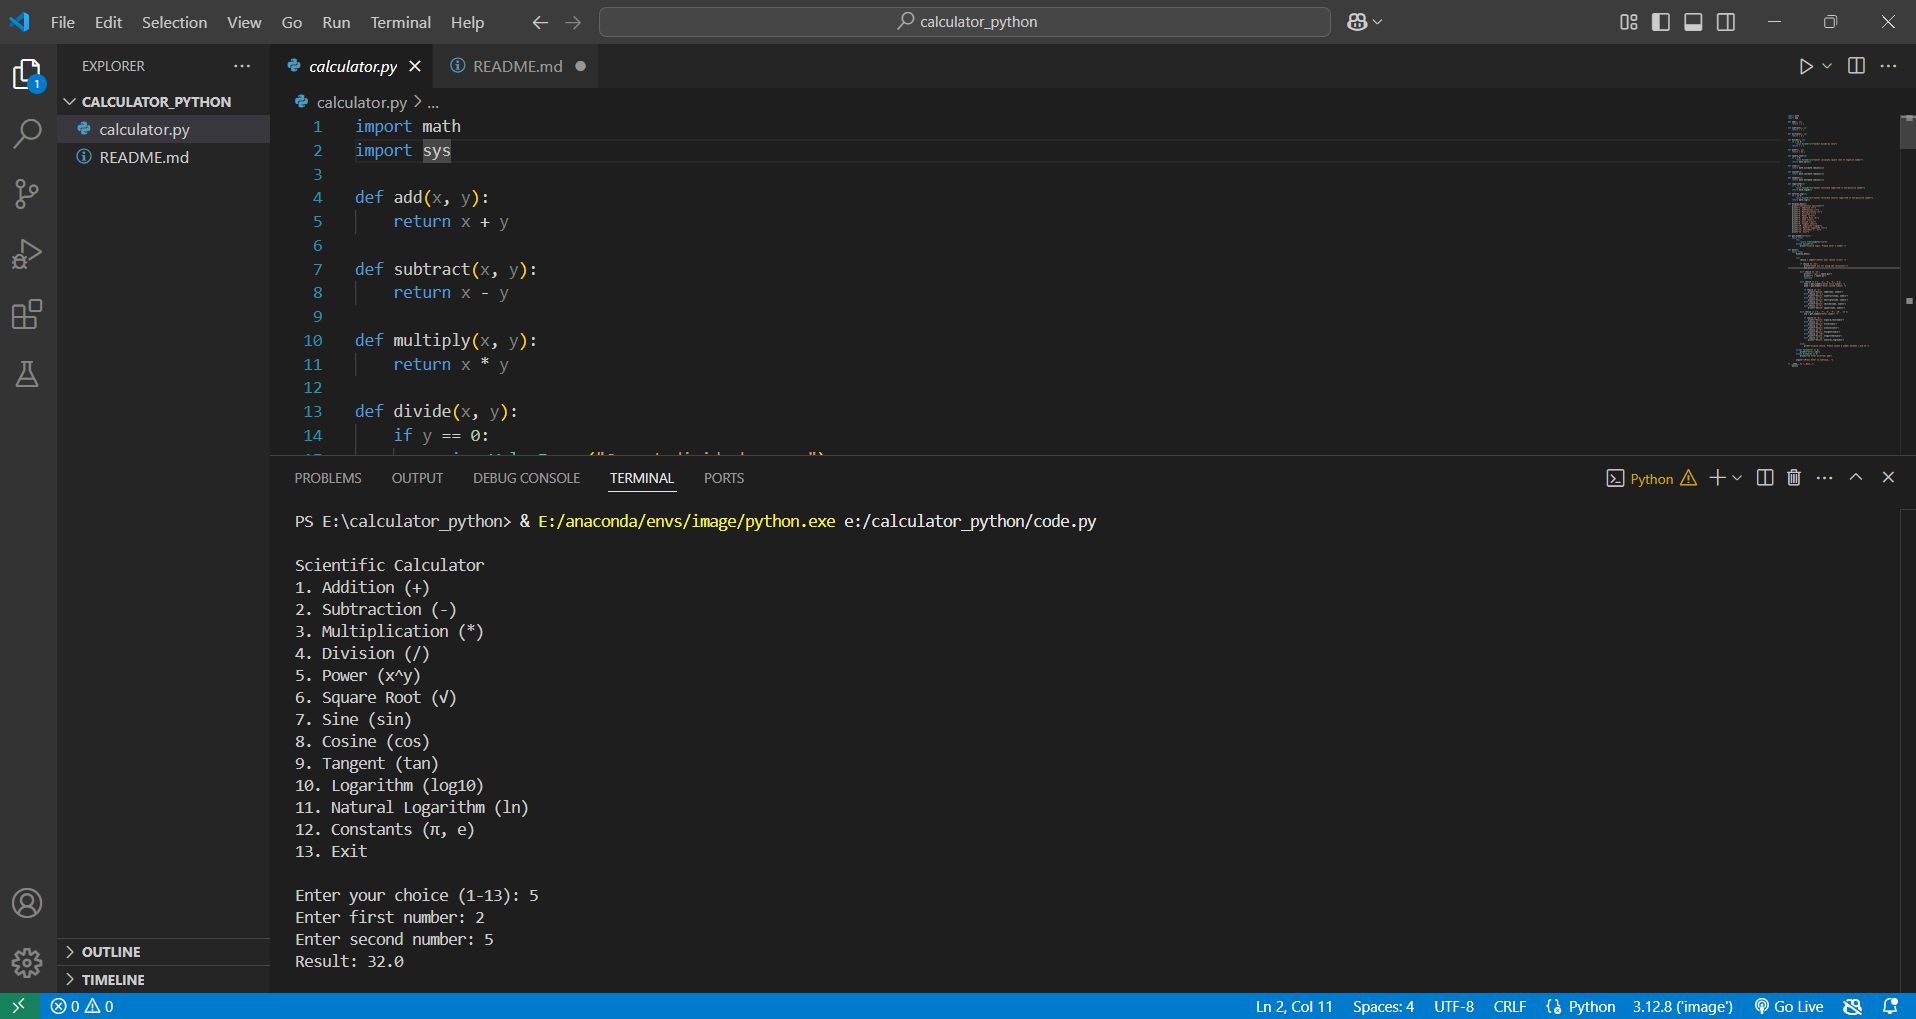 File Edit Selection View Go Run Terminal Help
calculator_python
EXPLORER
CALCULATOR_PYTHON
calculator.py
README.md
OUTLINE
TIMELINE
1
calculator.py
README.md
calculator.py > ...
1 import math
2 import sys
3
4 def add(x, y):
5 return x + y
6
7 def subtract(x, y):
8 return x - y
9
10 def multiply(x, y):
11 return x * y
12
13 def divide(x, y):
14 if y == 0:
PROBLEMS OUTPUT DEBUG CONSOLE TERMINAL PORTS
Python
PS E:\calculator_python> & E:/anaconda/envs/image/python.exe e:/calculator_python/code.py
Scientific Calculator
1. Addition (+)
2. Subtraction (-)
3. Multiplication (*)
4. Division (/)
5. Power (x^y)
6. Square Root (√)
7. Sine (sin)
8. Cosine (cos)
9. Tangent (tan)
10. Logarithm (log10)
11. Natural Logarithm (ln)
12. Constants (π, e)
13. Exit
Enter your choice (1-13): 5
Enter first number: 2
Enter second number: 5
Result: 32.0
0 0
Ln 2, Col 11 Spaces: 4 UTF-8 CRLF Python 3.12.8 ('image') Go Live